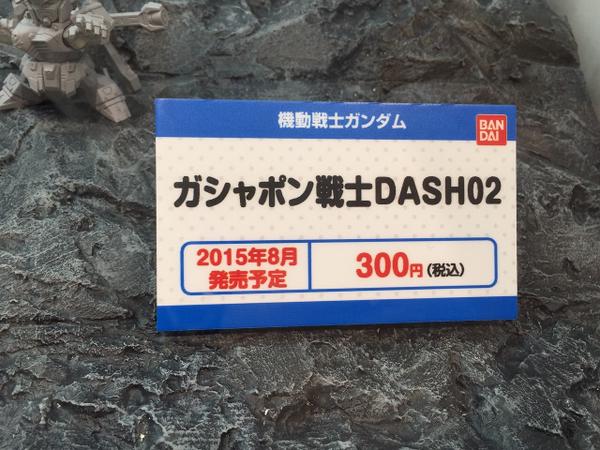 機動戦士ガンダム
BAN
DAI
ガシャポン戦士DASH02
2015年8月
発売予定
300円(税込)